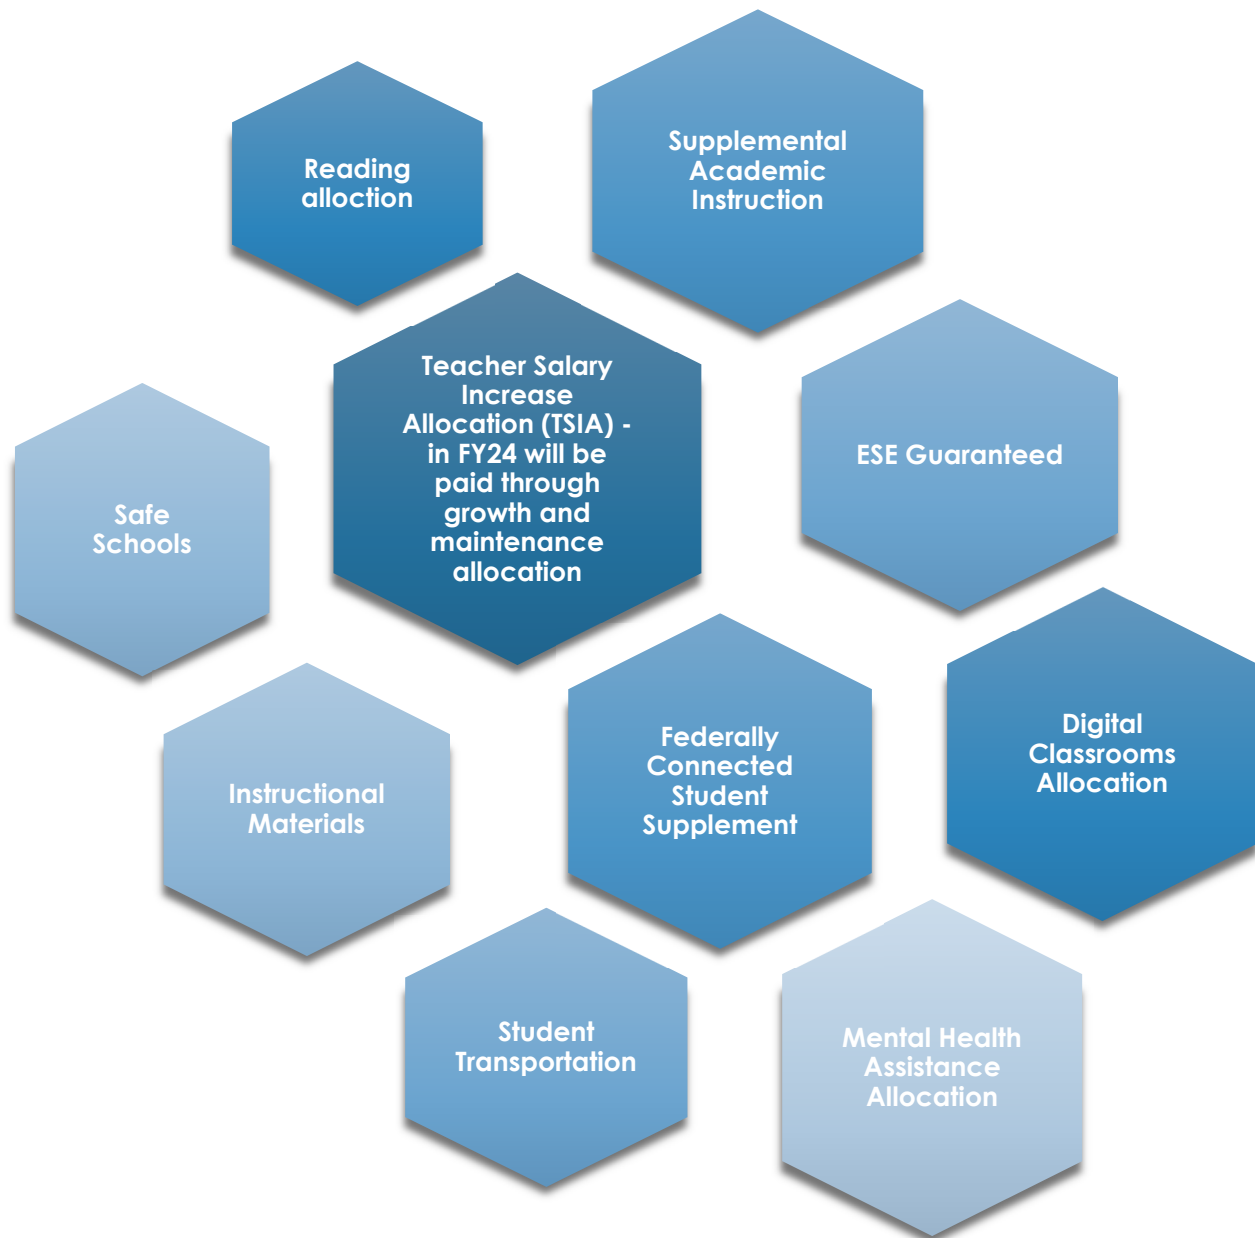 Reading
alloction
Supplemental
Academic
Instruction
Teacher Salary
Increase
Allocation (TSIA) -
in FY24 will be
paid through
growth and
maintenance
allocation
ESE Guaranteed
Safe
Schools
Digital
Classrooms
Allocation
Federally
Connected
Student
Supplement
Instructional
Materials
Student
Transportation
Mental Health
Assistance
Allocation